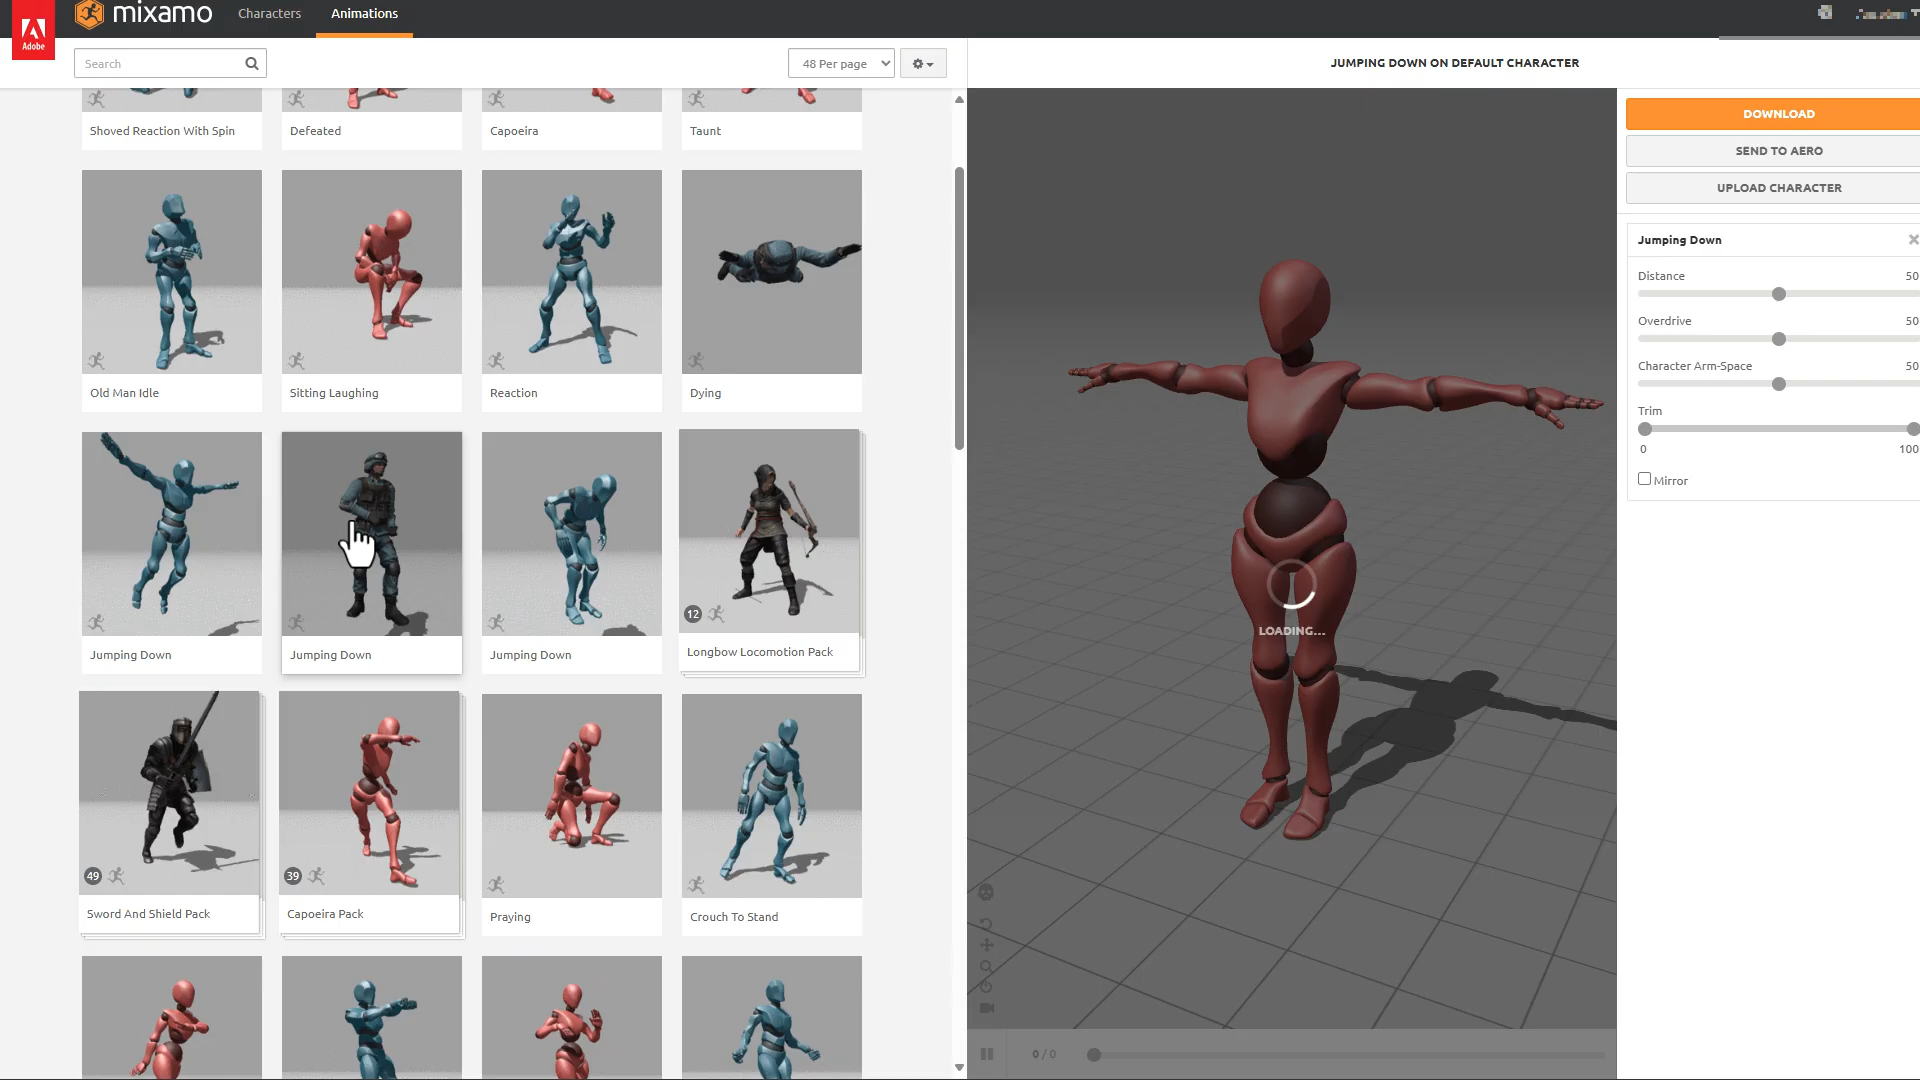 Adobe
mixamo
Characters
Animations
Search
48 Per page
JUMPING DOWN ON DEFAULT CHARACTER
Shoved Reaction With Spin
Defeated
Capoeira
Taunt
DOWNLOAD
SEND TO AERO
UPLOAD CHARACTER
Old Man Idle
Sitting Laughing
Reaction
Dying
Jumping Down
Distance
50
Overdrive
50
Character Arm-Space
50
Trim
0
100
Mirror
12
Jumping Down
Jumping Down
Jumping Down
Longbow Locomotion Pack
LOADING...
49
39
Sword And Shield Pack
Capoeira Pack
Praying
Crouch To Stand
0 / 0